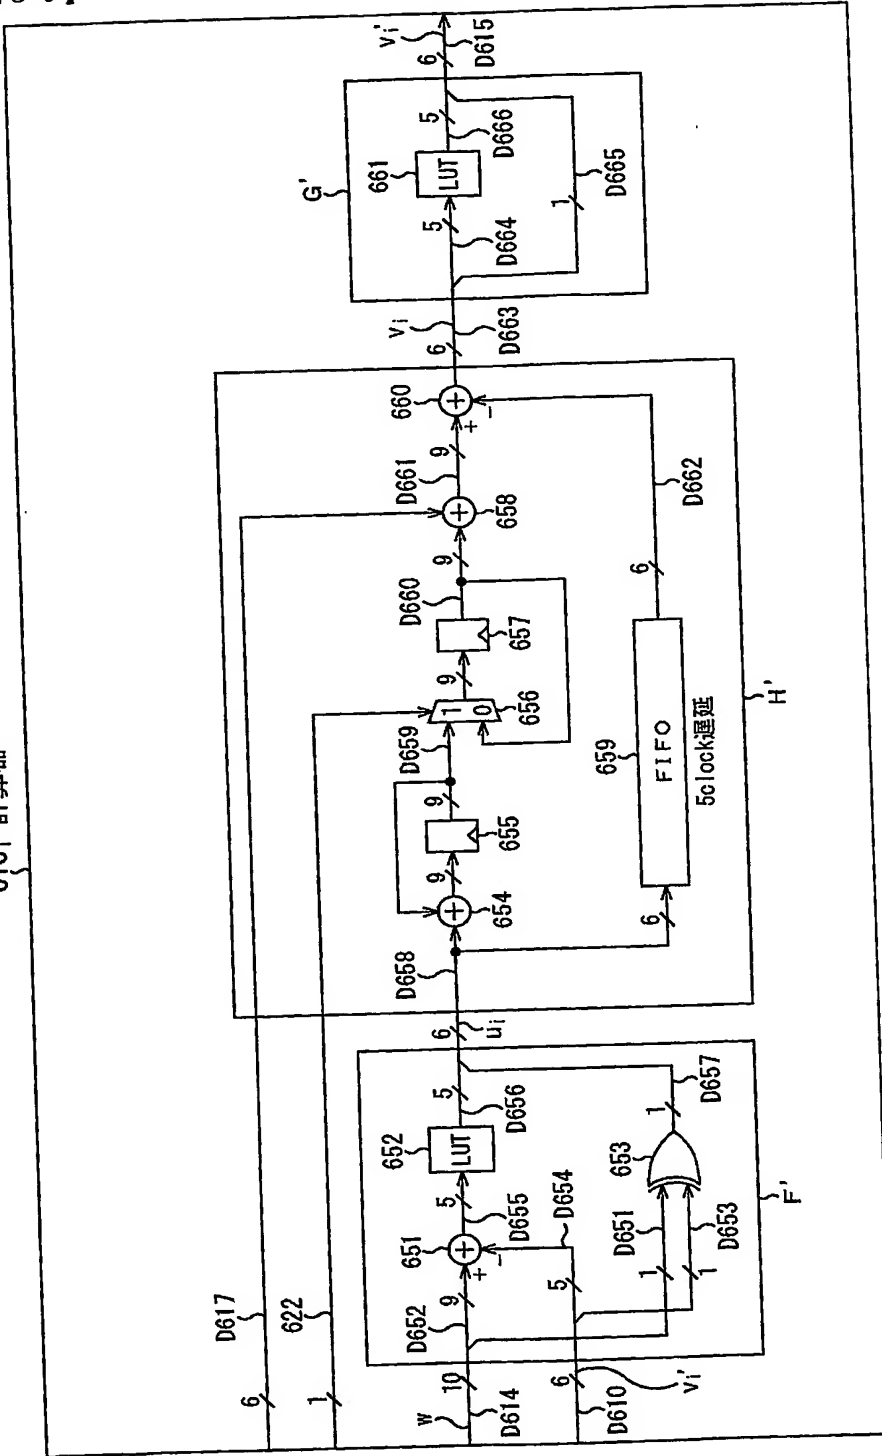 D617
6
622
1
w
10
D614
vi'
6
D610
F'
D652
9
651
+
+
-
5
D655
652
LUT
5
D656
5
D654
D651
1
D653
1
653
1
D657
6
ui
H'
D658
654
+
9
655
9
D659
656
1
0
9
657
D660
9
658
+
D661
9
660
+
+
-
6
659
FIFO
5clock遅延
6
D662
vi
6
D663
G'
5
D664
661
LUT
5
D666
1
D665
vi'
6
D615